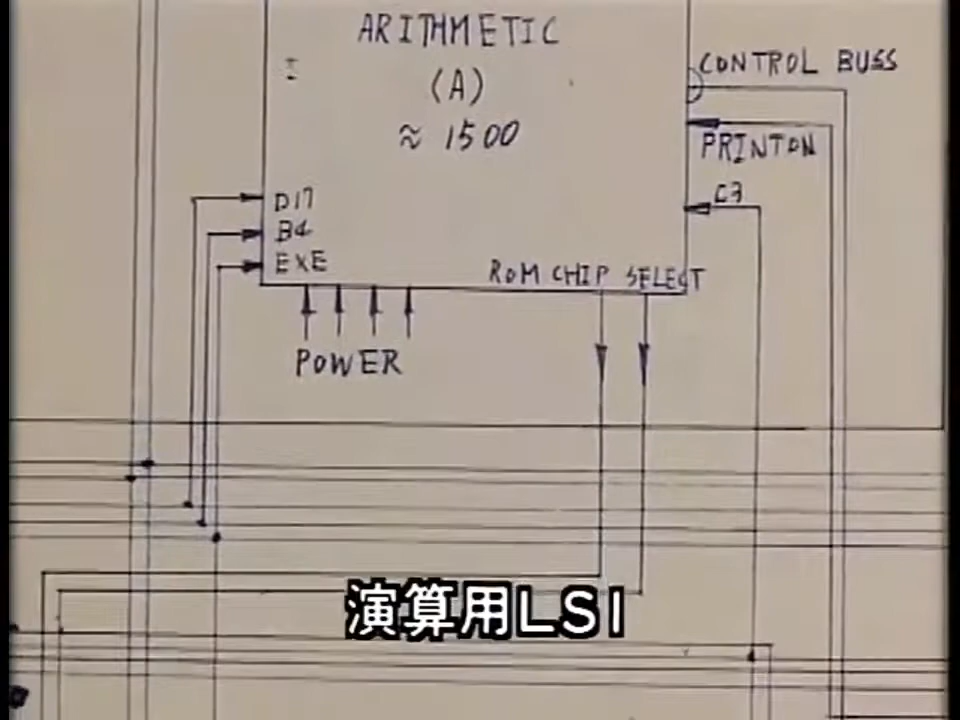 ARITHMETIC
(A)
≈ 1500
CONTROL BUSS
PRINTON
C3
D17
B4
EXE
ROM CHIP SELECT
POWER
演算用LSI